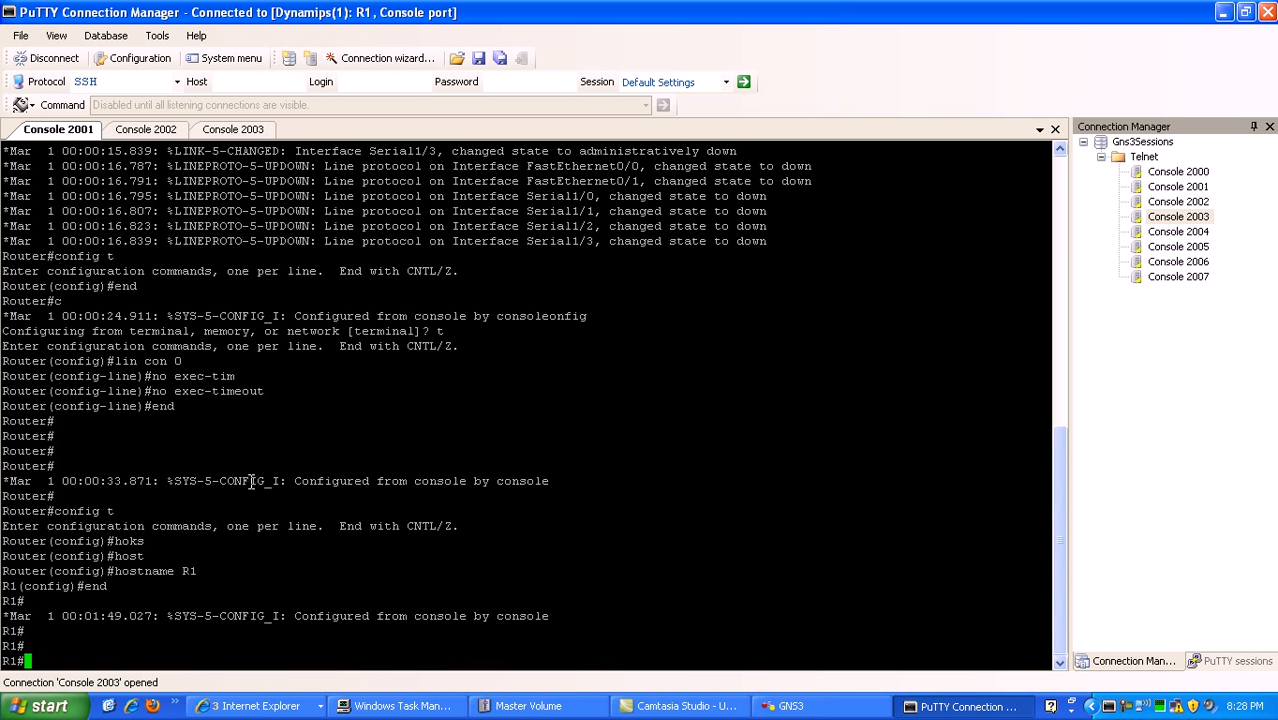 PuTTY Connection Manager - Connected to [Dynamips(1): R1, Console port]
File View Database Tools Help
Disconnect Configuration System menu Connection wizard...
Protocol SSH Host Login Password Session Default Settings
Command Disabled until all listening connections are visible.
Console 2001 Console 2002 Console 2003
*Mar  1 00:00:15.839: %LINK-5-CHANGED: Interface Serial1/3, changed state to administratively down
*Mar  1 00:00:16.787: %LINEPROTO-5-UPDOWN: Line protocol on Interface FastEthernet0/0, changed state to down
*Mar  1 00:00:16.791: %LINEPROTO-5-UPDOWN: Line protocol on Interface FastEthernet0/1, changed state to down
*Mar  1 00:00:16.795: %LINEPROTO-5-UPDOWN: Line protocol on Interface Serial1/0, changed state to down
*Mar  1 00:00:16.807: %LINEPROTO-5-UPDOWN: Line protocol on Interface Serial1/1, changed state to down
*Mar  1 00:00:16.823: %LINEPROTO-5-UPDOWN: Line protocol on Interface Serial1/2, changed state to down
*Mar  1 00:00:16.839: %LINEPROTO-5-UPDOWN: Line protocol on Interface Serial1/3, changed state to down
Router#config t
Enter configuration commands, one per line.  End with CNTL/Z.
Router(config)#end
Router#c
*Mar  1 00:00:24.911: %SYS-5-CONFIG_I: Configured from console by consoleonfig
Configuring from terminal, memory, or network [terminal]? t
Enter configuration commands, one per line.  End with CNTL/Z.
Router(config)#lin con 0
Router(config-line)#no exec-tim
Router(config-line)#no exec-timeout
Router(config-line)#end
Router#
Router#
Router#
Router#
*Mar  1 00:00:33.871: %SYS-5-CONFIG_I: Configured from console by console
Router#
Router#config t
Enter configuration commands, one per line.  End with CNTL/Z.
Router(config)#hoks
Router(config)#host
Router(config)#hostname R1
R1(config)#end
R1#
*Mar  1 00:01:49.027: %SYS-5-CONFIG_I: Configured from console by console
R1#
R1#
R1#
Connection Manager
Gns3Sessions
Telnet
Console 2000
Console 2001
Console 2002
Console 2003
Console 2004
Console 2005
Console 2006
Console 2007
Connection Man... PuTTY sessions
Connection 'Console 2003' opened
start 3 Internet Explorer Windows Task Man... Master Volume Camtasia Studio - U... GNS3 PuTTY Connection ... 8:28 PM